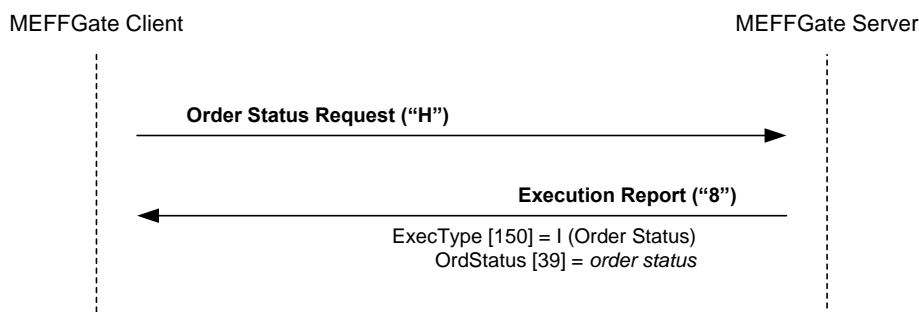 MEFFGate Client
MEFFGate Server
Order Status Request (“H”)
Execution Report (“8”)
ExecType [150] = I (Order Status)
OrdStatus [39] = order status